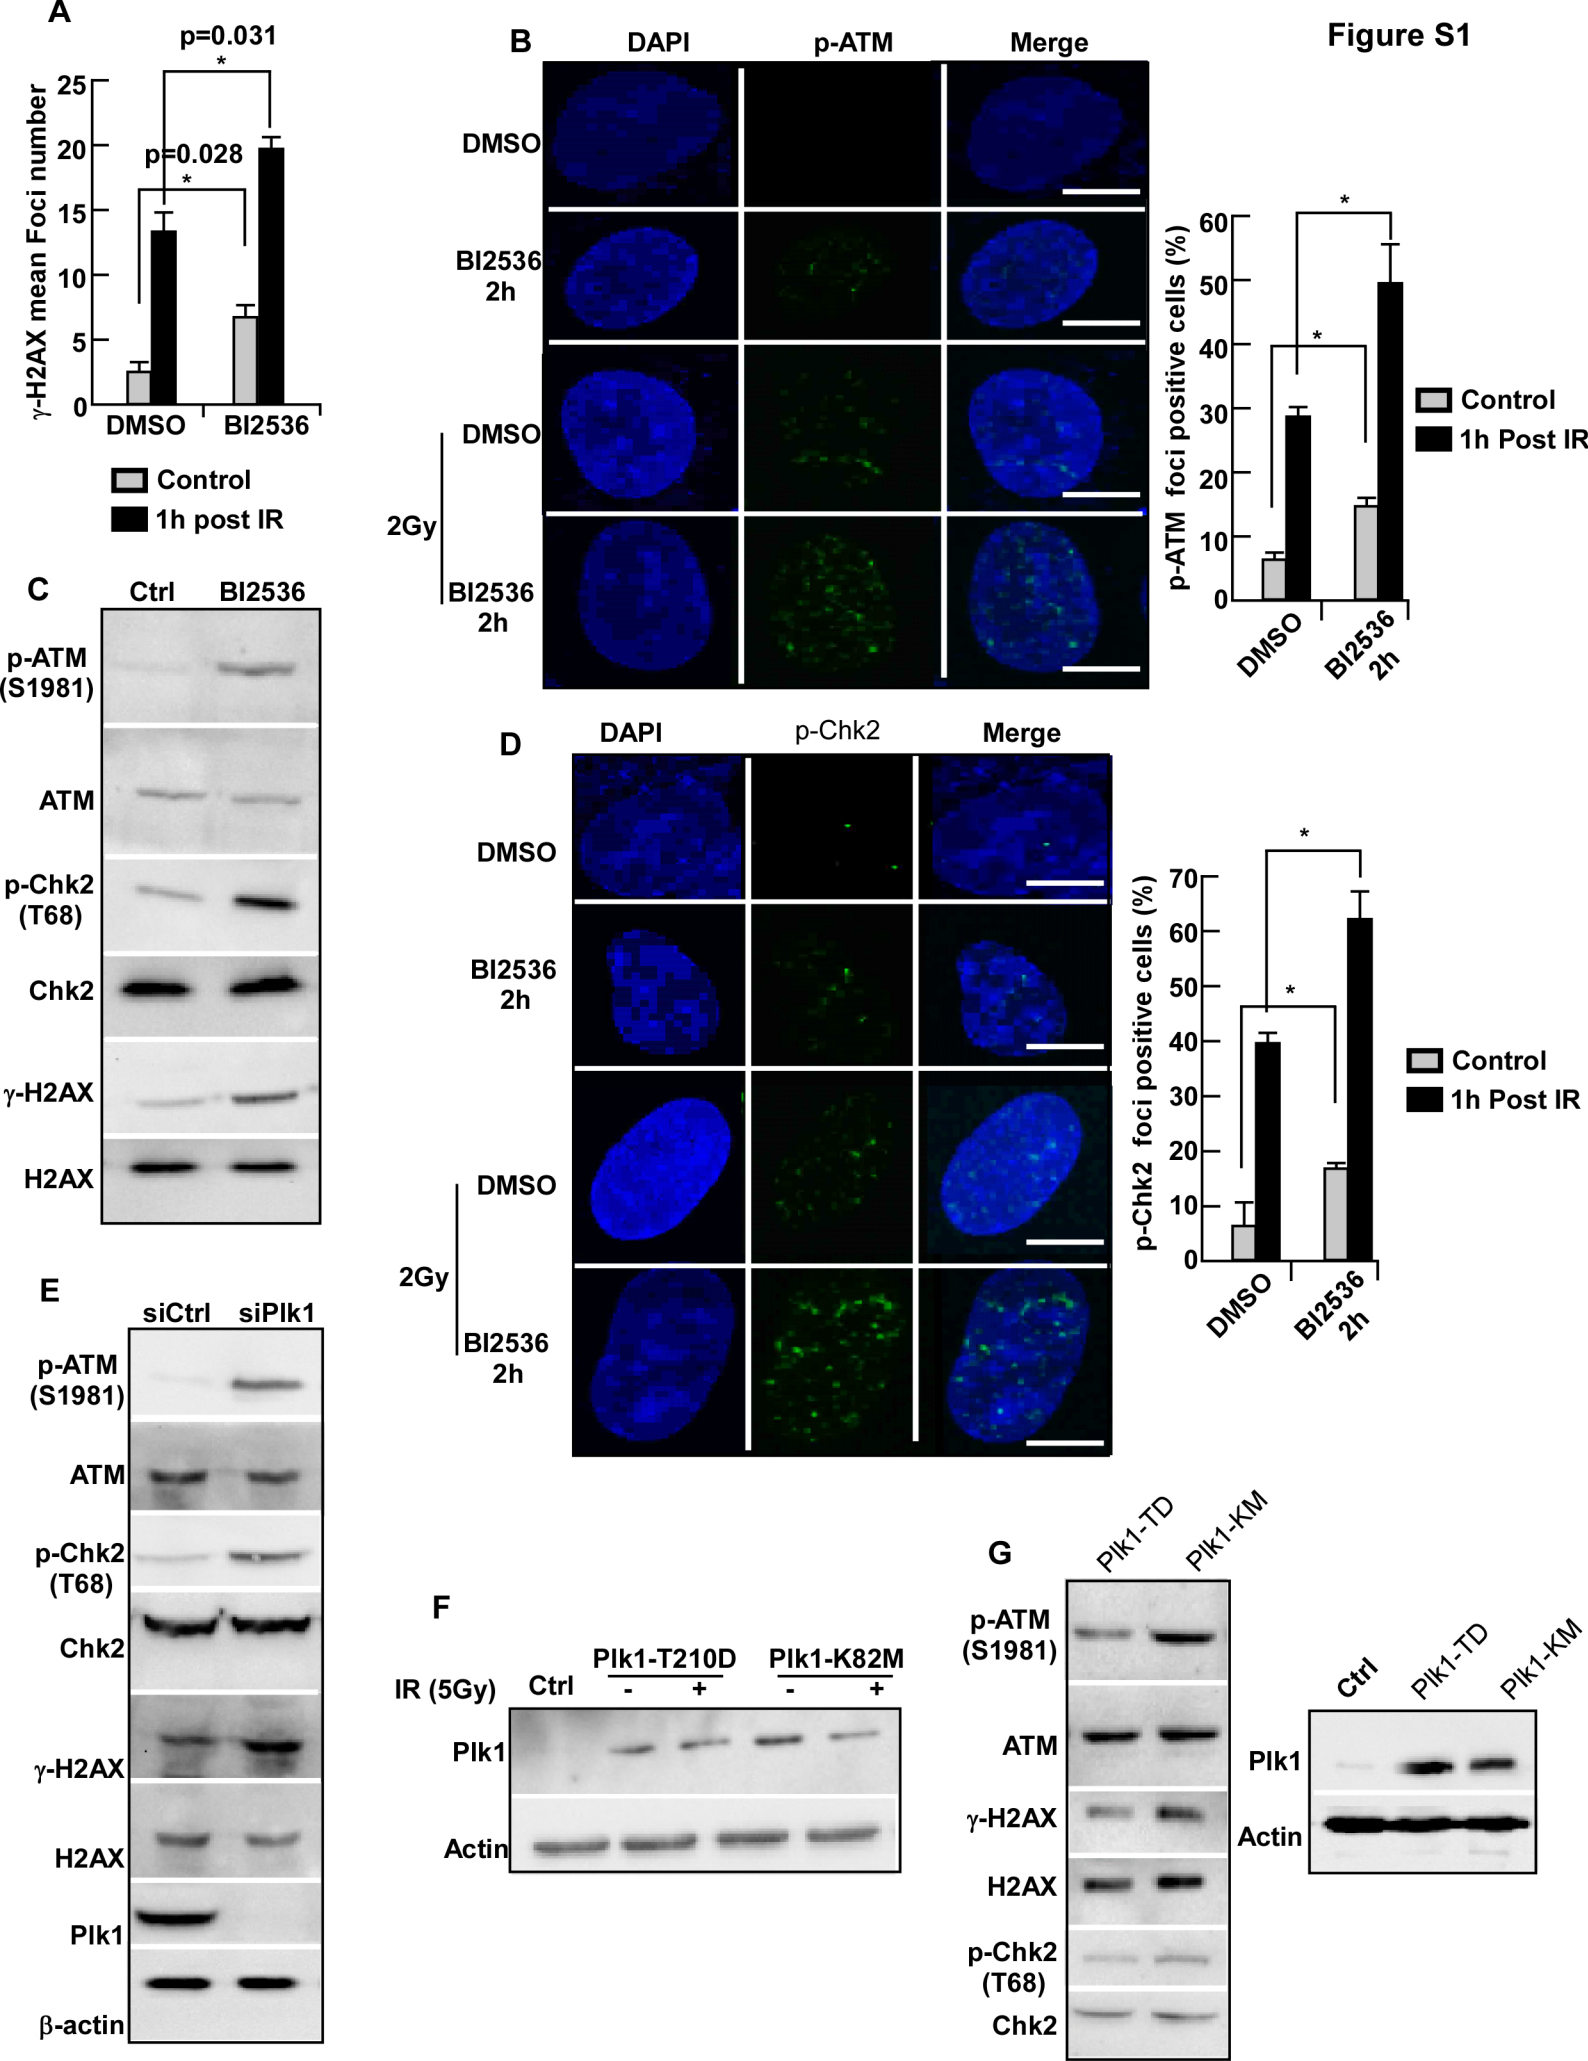 Figure S1
A
p=0.031
*
p=0.028
*
γ-H2AX mean Foci number
25
20
15
10
5
0
DMSO BI2536
Control
1h post IR
B
DAPI p-ATM Merge
DMSO
BI2536
2h
2Gy
DMSO
BI2536
2h
p-ATM foci positive cells (%)
60
50
40
30
20
10
0
*
*
DMSO
BI2536
2h
Control
1h Post IR
C
Ctrl BI2536
p-ATM
(S1981)
ATM
p-Chk2
(T68)
Chk2
γ-H2AX
H2AX
D
DAPI p-Chk2 Merge
DMSO
BI2536
2h
2Gy
DMSO
BI2536
2h
p-Chk2 foci positive cells (%)
70
60
50
40
30
20
10
0
*
*
DMSO
BI2536
2h
Control
1h Post IR
E
siCtrl siPlk1
p-ATM
(S1981)
ATM
p-Chk2
(T68)
Chk2
γ-H2AX
H2AX
Plk1
β-actin
F
Plk1-T210D Plk1-K82M
IR (5Gy) Ctrl - + - +
Plk1
Actin
G
Plk1-TD Plk1-KM
p-ATM
(S1981)
ATM
γ-H2AX
H2AX
p-Chk2
(T68)
Chk2
Ctrl Plk1-TD Plk1-KM
Plk1
Actin